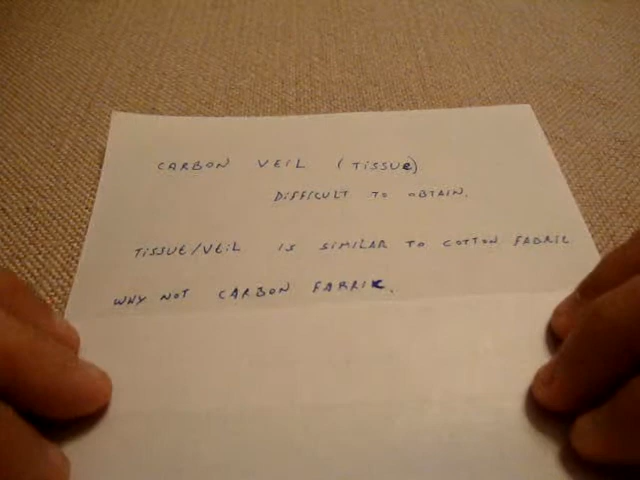 CARBON VEIL (TISSUE)
DIFFICULT TO OBTAIN.
TISSUE/VEIL IS SIMILAR TO COTTON FABRIC
WHY NOT CARBON FABRIC.